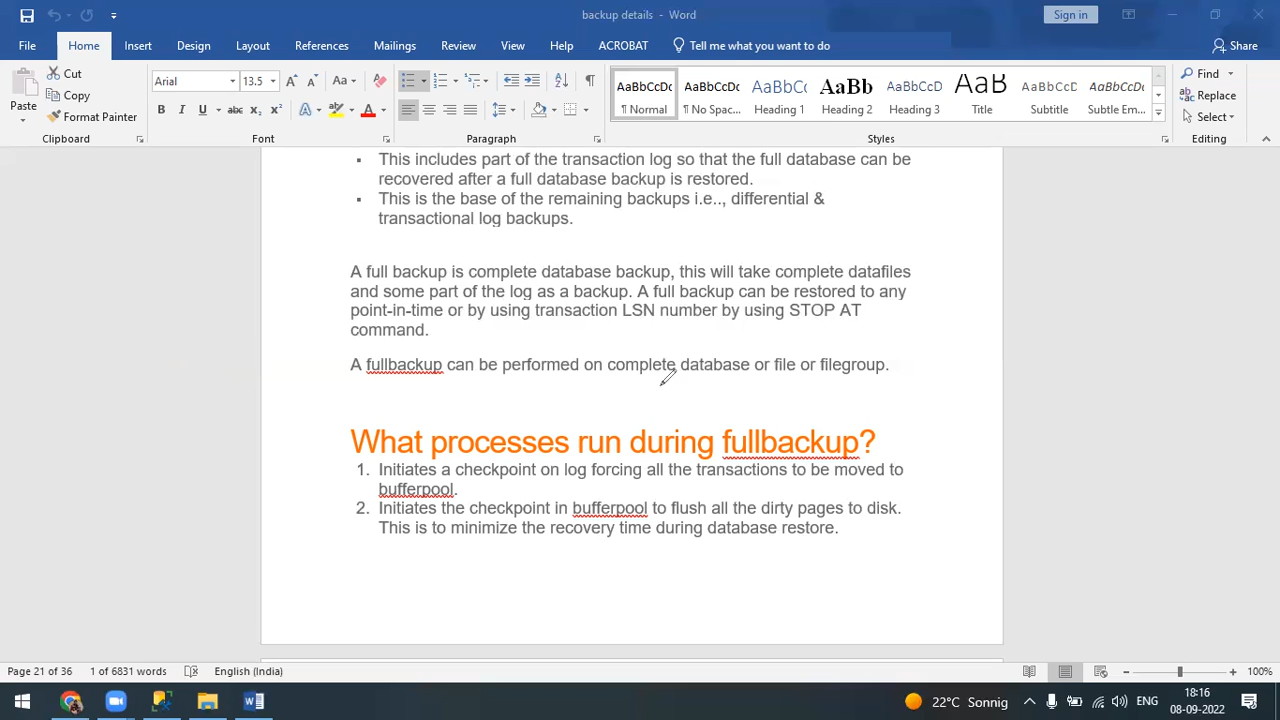 backup details - Word
Sign in
File Home Insert Design Layout References Mailings Review View Help ACROBAT Tell me what you want to do Share
Paste
Cut
Copy
Format Painter
Clipboard
Arial 13.5
Font
Paragraph
AaBbCcDc AaBbCcDc AaBbCc AaBb AaBbCcD AaB AaBbCcD AaBbCcDc
¶ Normal ¶ No Spac... Heading 1 Heading 2 Heading 3 Title Subtitle Subtle Em...
Styles
Find
Replace
Select
Editing
▪ This includes part of the transaction log so that the full database can be
recovered after a full database backup is restored.
▪ This is the base of the remaining backups i.e.., differential &
transactional log backups.
A full backup is complete database backup, this will take complete datafiles
and some part of the log as a backup. A full backup can be restored to any
point-in-time or by using transaction LSN number by using STOP AT
command.
A fullbackup can be performed on complete database or file or filegroup.
What processes run during fullbackup?
1. Initiates a checkpoint on log forcing all the transactions to be moved to
bufferpool.
2. Initiates the checkpoint in bufferpool to flush all the dirty pages to disk.
This is to minimize the recovery time during database restore.
Page 21 of 36 1 of 6831 words English (India) 100%
22°C Sonnig ENG 18:16
08-09-2022